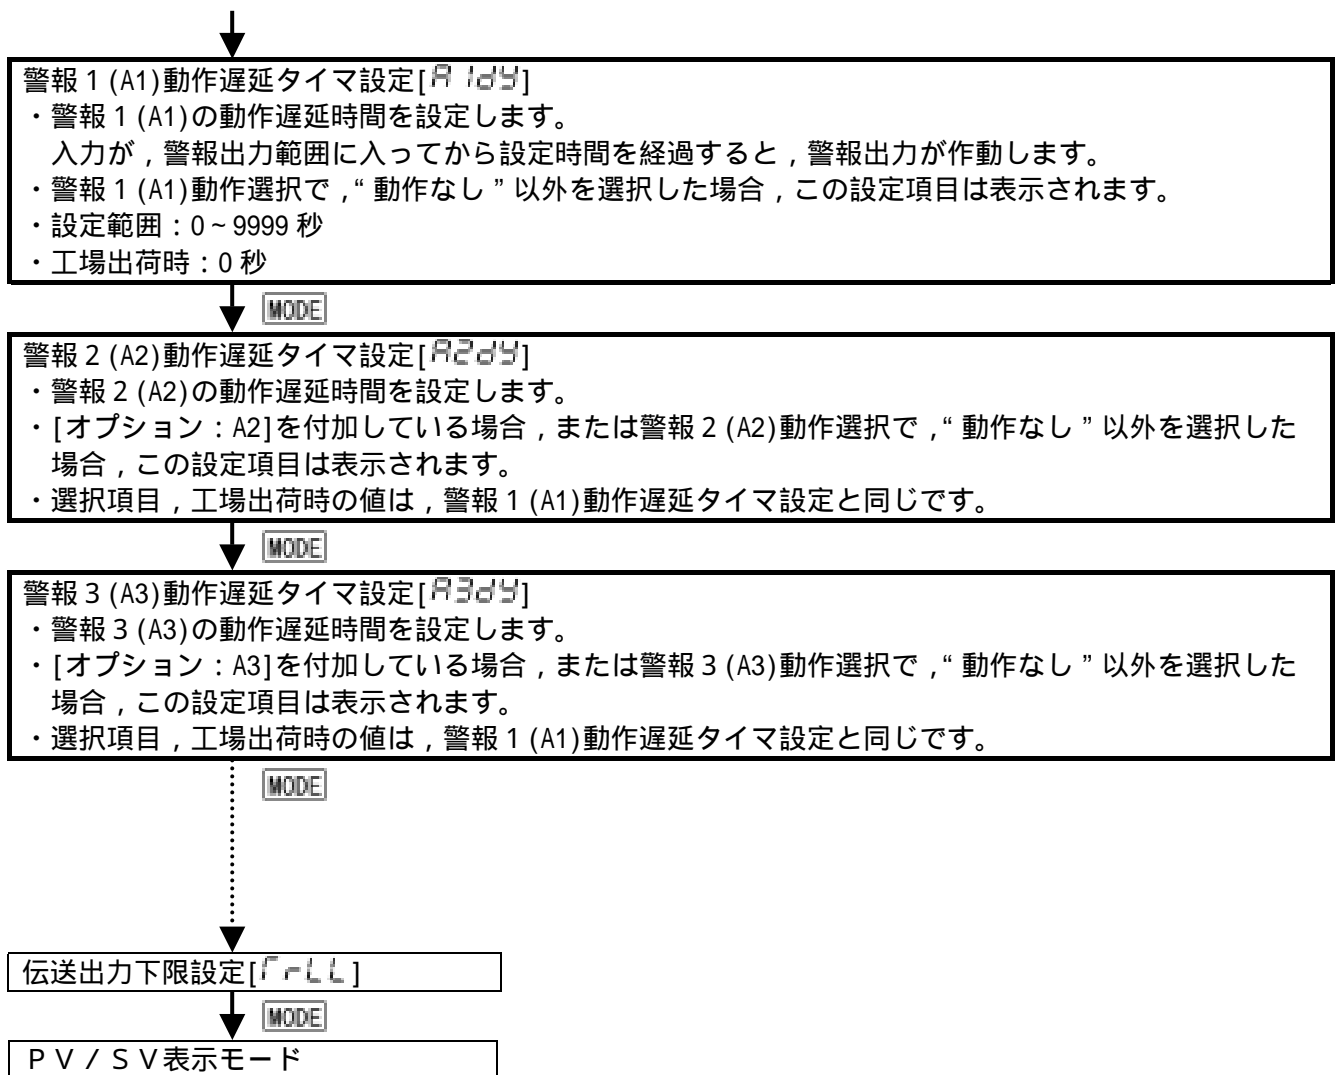 警報１(A1)動作遅延タイマ設定[A1dY]
・警報１(A1)の動作遅延時間を設定します。
入力が，警報出力範囲に入ってから設定時間を経過すると，警報出力が作動します。
・警報１(A1)動作選択で，“動作なし”以外を選択した場合，この設定項目は表示されます。
・設定範囲：0～9999 秒
・工場出荷時：0 秒
MODE
警報２(A2)動作遅延タイマ設定[A2dY]
・警報２(A2)の動作遅延時間を設定します。
・[オプション：A2]を付加している場合，または警報２(A2)動作選択で，“動作なし”以外を選択した
場合，この設定項目は表示されます。
・選択項目，工場出荷時の値は，警報１(A1)動作遅延タイマ設定と同じです。
MODE
警報３(A3)動作遅延タイマ設定[A3dY]
・警報３(A3)の動作遅延時間を設定します。
・[オプション：A3]を付加している場合，または警報３(A3)動作選択で，“動作なし”以外を選択した
場合，この設定項目は表示されます。
・選択項目，工場出荷時の値は，警報１(A1)動作遅延タイマ設定と同じです。
MODE
伝送出力下限設定[TrLL]
MODE
ＰＶ／ＳＶ表示モード